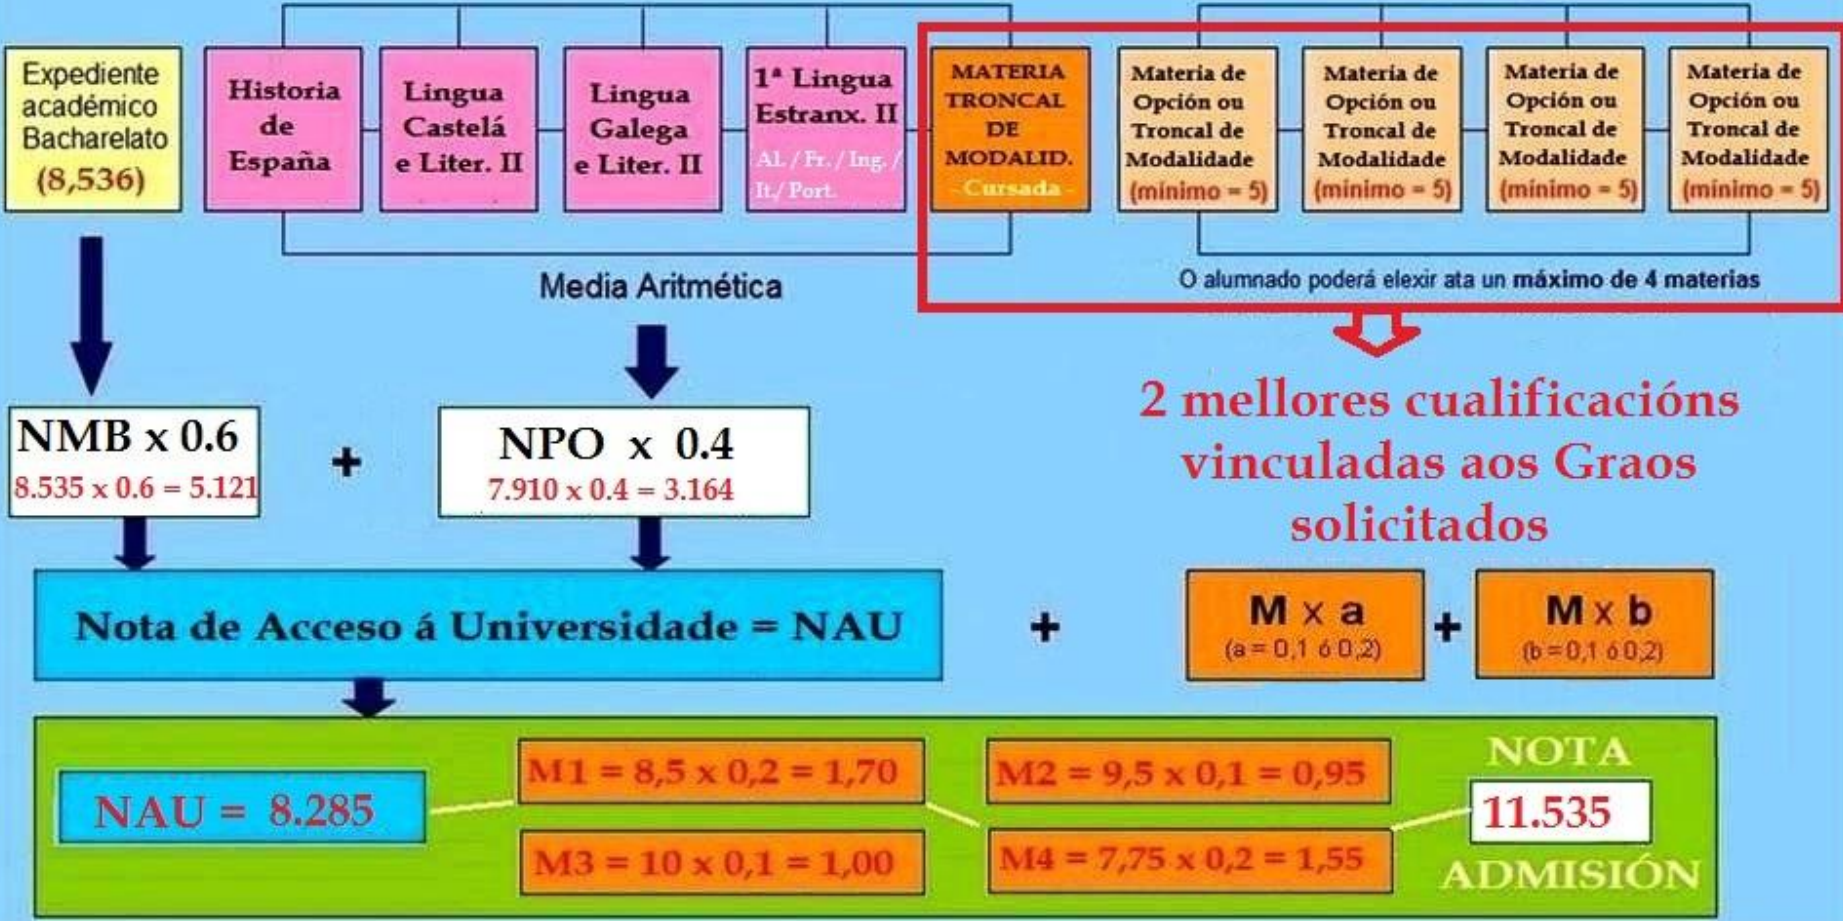 Expediente
académico
Bacharelato
(8,536)
Historia
de
España
Lingua
Castelá
e Liter. II
Lingua
Galega
e Liter. II
1ª Lingua
Estranx. II
Al. / Fr. / Ing. /
It./ Port.
MATERIA
TRONCAL
DE
MODALID.
- Cursada -
Materia de
Opción ou
Troncal de
Modalidade
(mínimo = 5)
Materia de
Opción ou
Troncal de
Modalidade
(mínimo = 5)
Materia de
Opción ou
Troncal de
Modalidade
(mínimo = 5)
Materia de
Opción ou
Troncal de
Modalidade
(mínimo = 5)
Media Aritmética
O alumnado poderá elexir ata un máximo de 4 materias
NMB x 0.6
8.535 x 0.6 = 5.121
+
NPO x 0.4
7.910 x 0.4 = 3.164
2 mellores cualificacións
vinculadas aos Graos
solicitados
Nota de Acceso á Universidade = NAU
+
M x a
(a = 0,1 ó 0,2)
+
M x b
(b = 0,1 ó 0,2)
NAU = 8.285
M1 = 8,5 x 0,2 = 1,70
M2 = 9,5 x 0,1 = 0,95
M3 = 10 x 0,1 = 1,00
M4 = 7,75 x 0,2 = 1,55
NOTA
11.535
ADMISIÓN